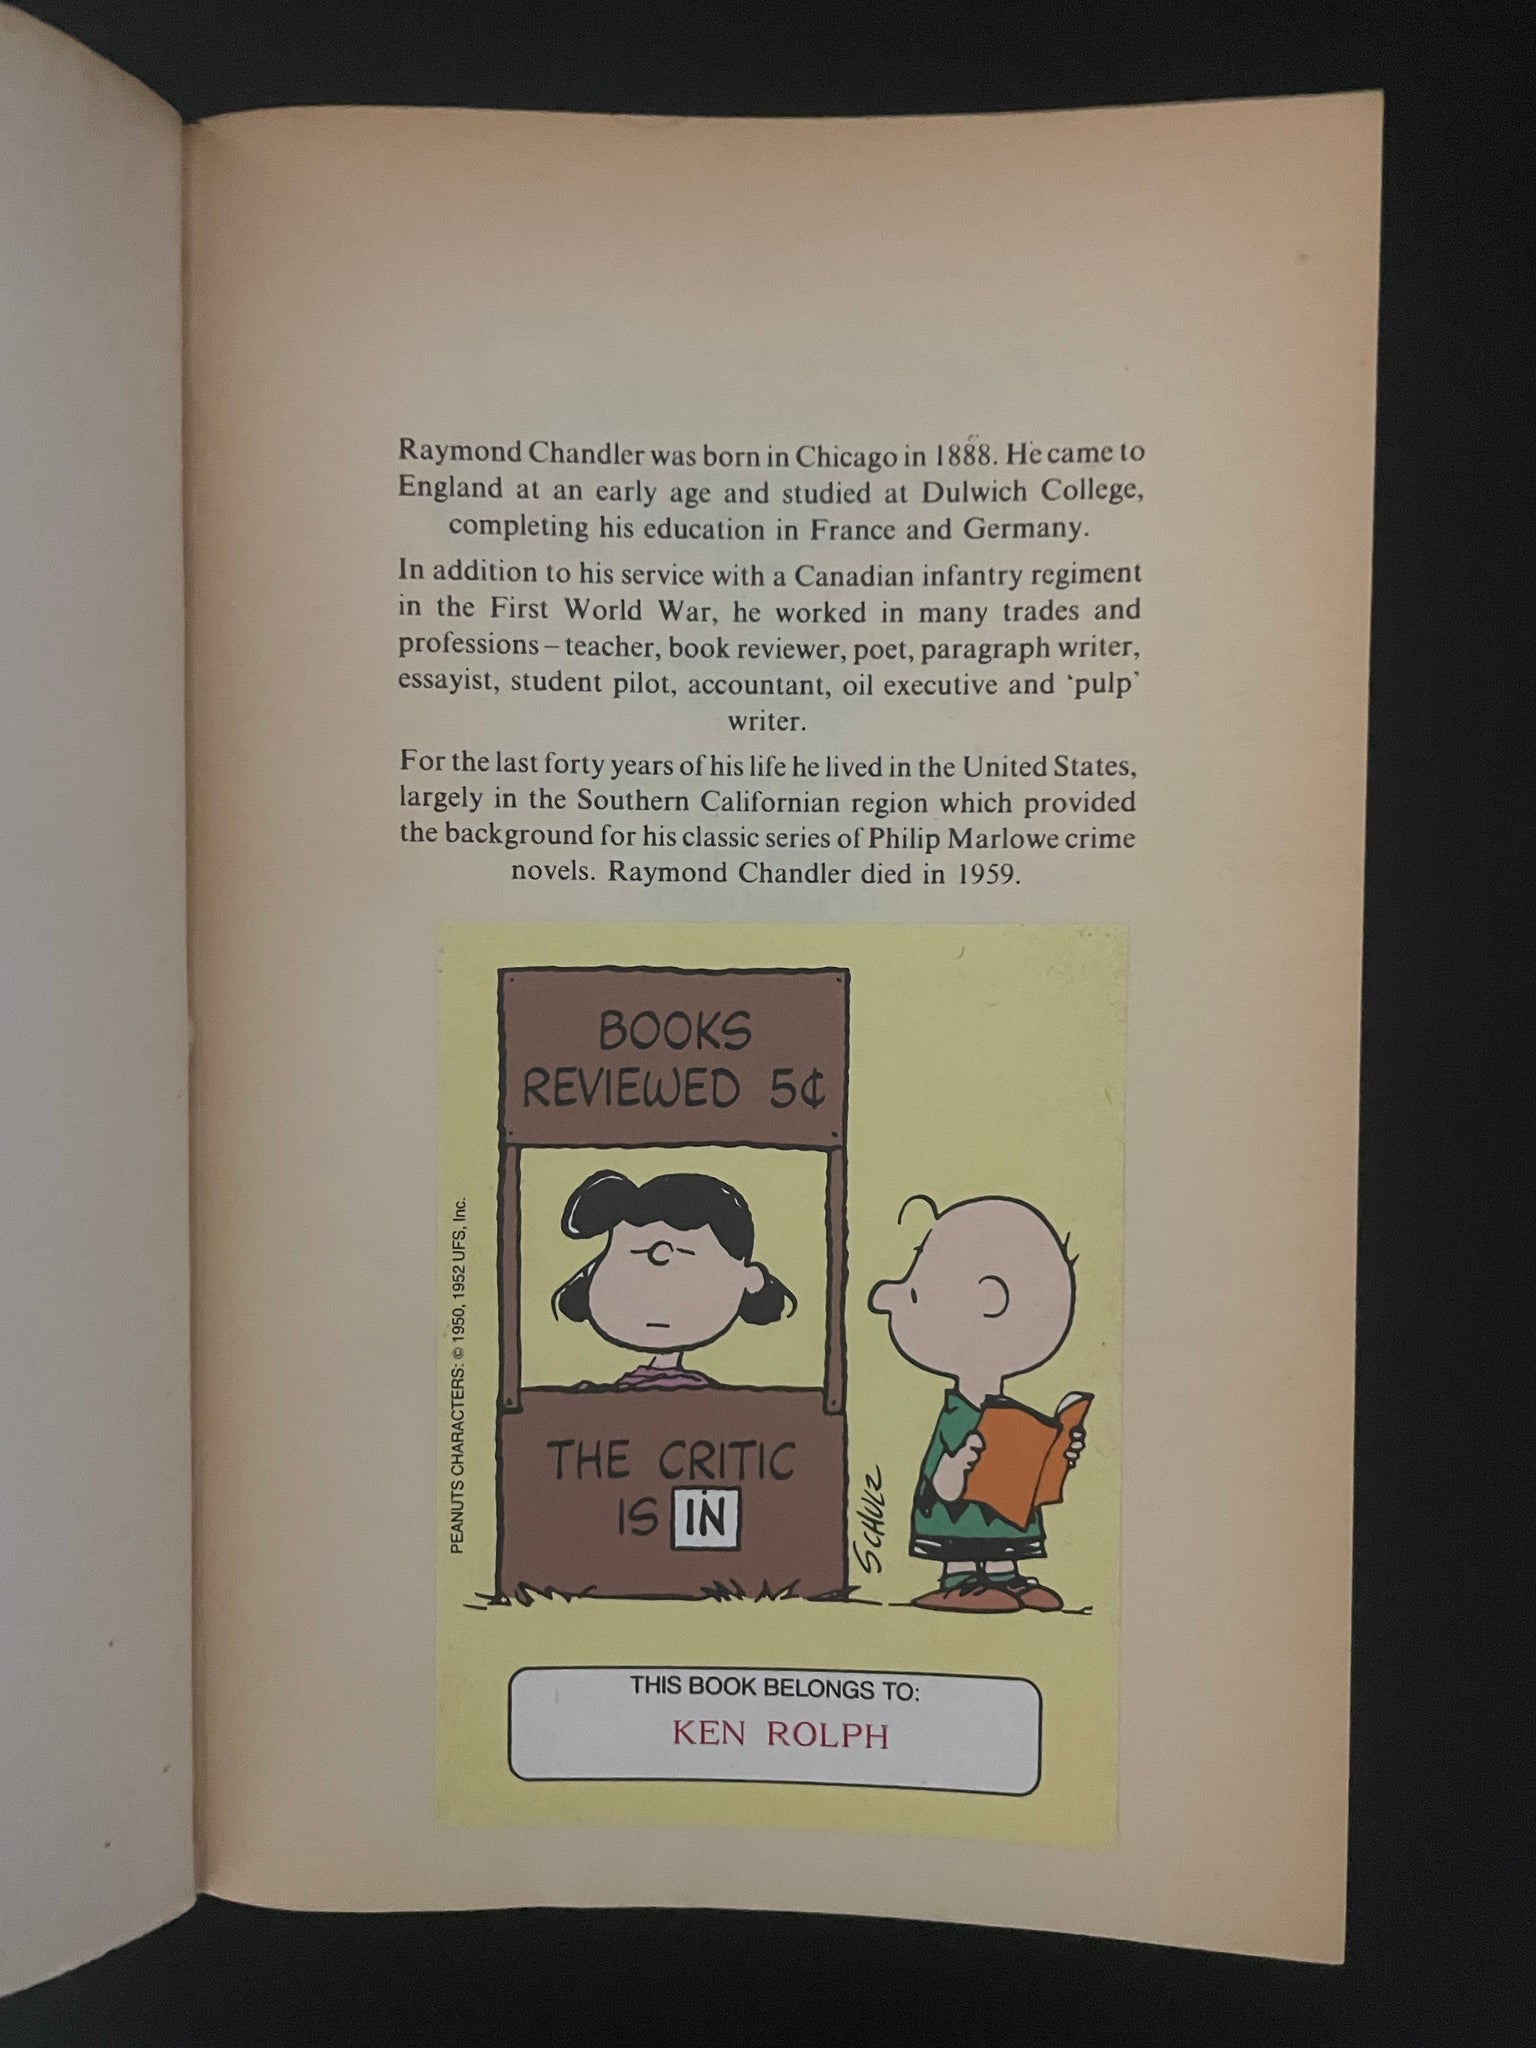 Raymond Chandler was born in Chicago in 1888. He came to
England at an early age and studied at Dulwich College,
completing his education in France and Germany.
In addition to his service with a Canadian infantry regiment
in the First World War, he worked in many trades and
professions – teacher, book reviewer, poet, paragraph writer,
essayist, student pilot, accountant, oil executive and ‘pulp’
writer.
For the last forty years of his life he lived in the United States,
largely in the Southern Californian region which provided
the background for his classic series of Philip Marlowe crime
novels. Raymond Chandler died in 1959.
BOOKS
REVIEWED 5¢
THE CRITIC
IS IN
SCHULZ
PEANUTS CHARACTERS: © 1950, 1952 UFS, Inc.
THIS BOOK BELONGS TO:
KEN ROLPH